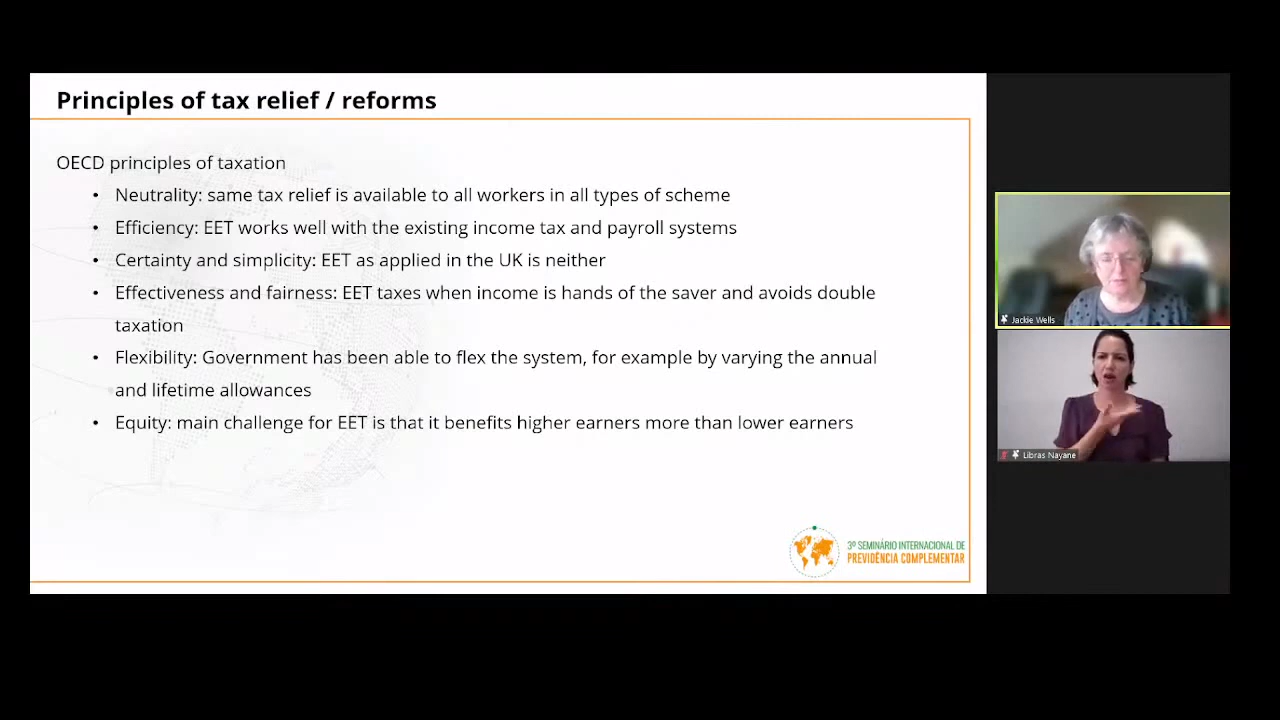 Principles of tax relief / reforms
OECD principles of taxation
• Neutrality: same tax relief is available to all workers in all types of scheme
• Efficiency: EET works well with the existing income tax and payroll systems
• Certainty and simplicity: EET as applied in the UK is neither
• Effectiveness and fairness: EET taxes when income is hands of the saver and avoids double
taxation
• Flexibility: Government has been able to flex the system, for example by varying the annual
and lifetime allowances
• Equity: main challenge for EET is that it benefits higher earners more than lower earners
3º SEMINÁRIO INTERNACIONAL DE
PREVIDÊNCIA COMPLEMENTAR
Jackie Wells
Libras Nayane